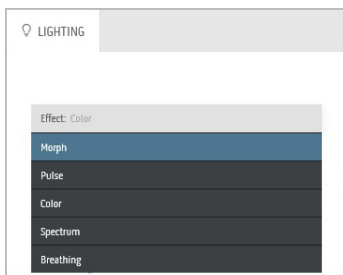 LIGHTING
Effect: Color
Morph
Pulse
Color
Spectrum
Breathing